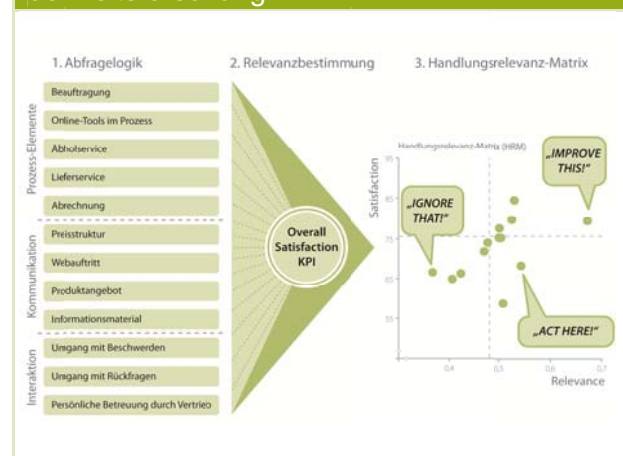 1. Abfragelogik
2. Relevanzbestimmung
3. Handlungsrelevanz-Matrix
Prozess-Elemente
Beauftragung
Online-Tools im Prozess
Abholservice
Lieferservice
Abrechnung
Kommunikation
Preisstruktur
Webauftritt
Produktangebot
Informationsmaterial
Interaktion
Umgang mit Beschwerden
Umgang mit Rückfragen
Persönliche Betreuung durch Vertrieb
Overall
Satisfaction
KPI
Handlungsrelevanz-Matrix (HRM)
Satisfaction
95
85
75
65
55
„IGNORE
THAT!“
„IMPROVE
THIS!“
„ACT HERE!“
0,4
0,5
0,6
0,7
Relevance